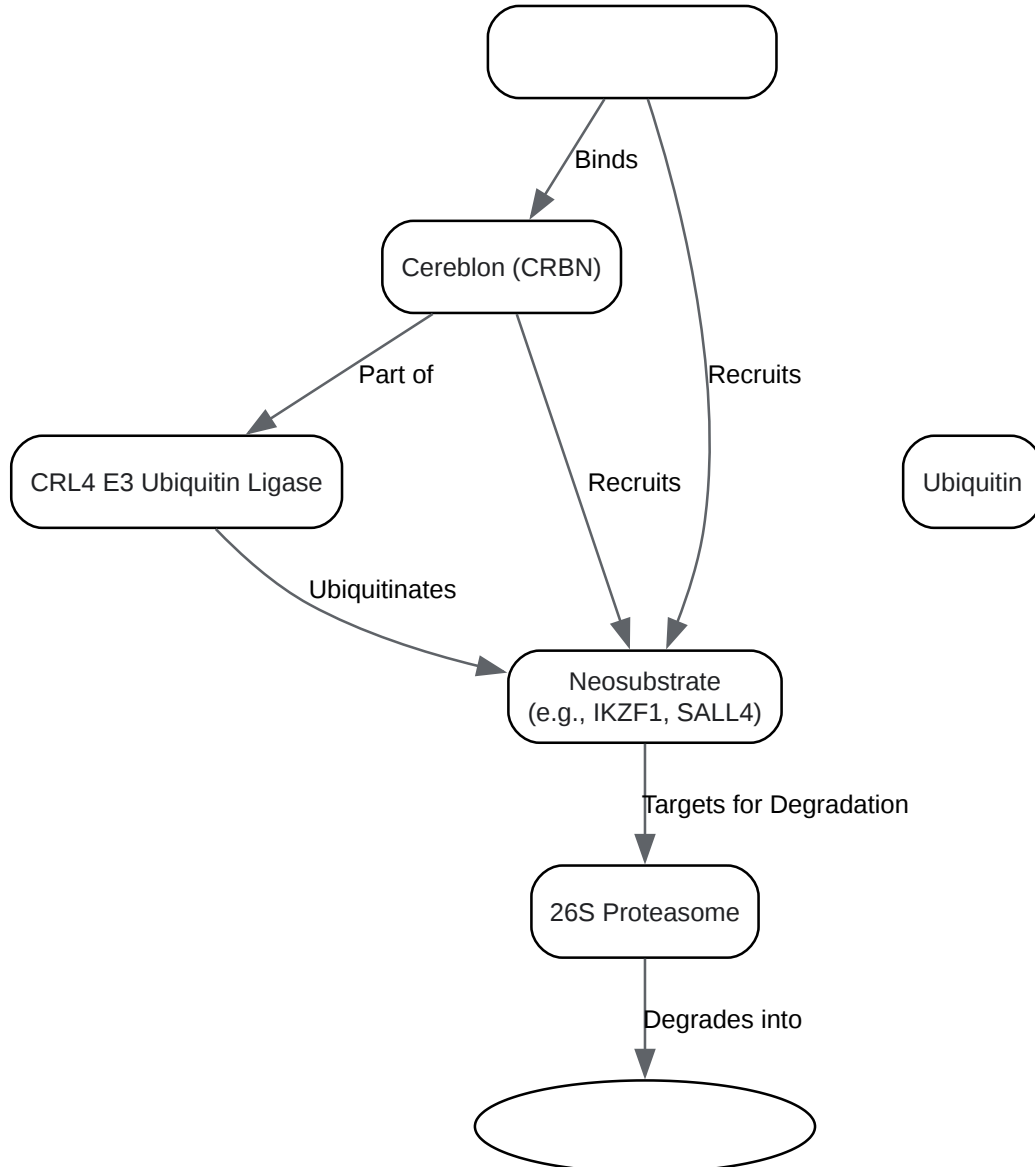 Binds
Cereblon (CRBN)
Part of
Recruits
CRL4 E3 Ubiquitin Ligase
Recruits
Ubiquitin
Ubiquitinates
Neosubstrate
(e.g., IKZF1, SALL4)
Targets for Degradation
26S Proteasome
Degrades into